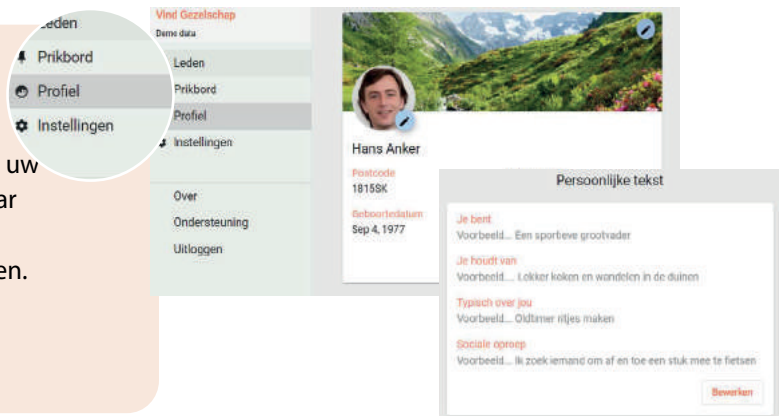 Leden
Prikbord
Profiel
Instellingen
uw
ar
en.
Vind Gezelschap
Demo data
Leden
Prikbord
Profiel
Instellingen
Over
Ondersteuning
Uitloggen
Hans Anker
Postcode
1815SK
Geboortedatum
Sep 4, 1977
Persoonlijke tekst
Je bent
Voorbeeld... Een sportieve grootvader
Je houdt van
Voorbeeld.... Lekker koken en wandelen in de duinen
Typisch over jou
Voorbeeld... Oldtimer ritjes maken
Sociale oproep
Voorbeeld... Ik zoek iemand om af en toe een stuk mee te fietsen
Bewerken